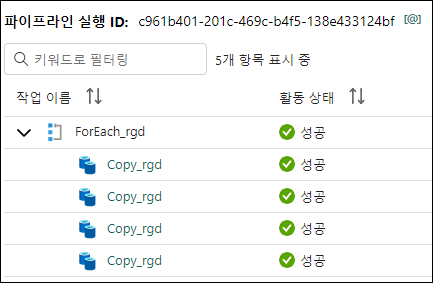 파이프라인 실행 ID: c961b401-201c-469c-b4f5-138e433124bf [@]
키워드로 필터링 5개 항목 표시 중
작업 이름 활동 상태
ForEach_rgd 성공
Copy_rgd 성공
Copy_rgd 성공
Copy_rgd 성공
Copy_rgd 성공